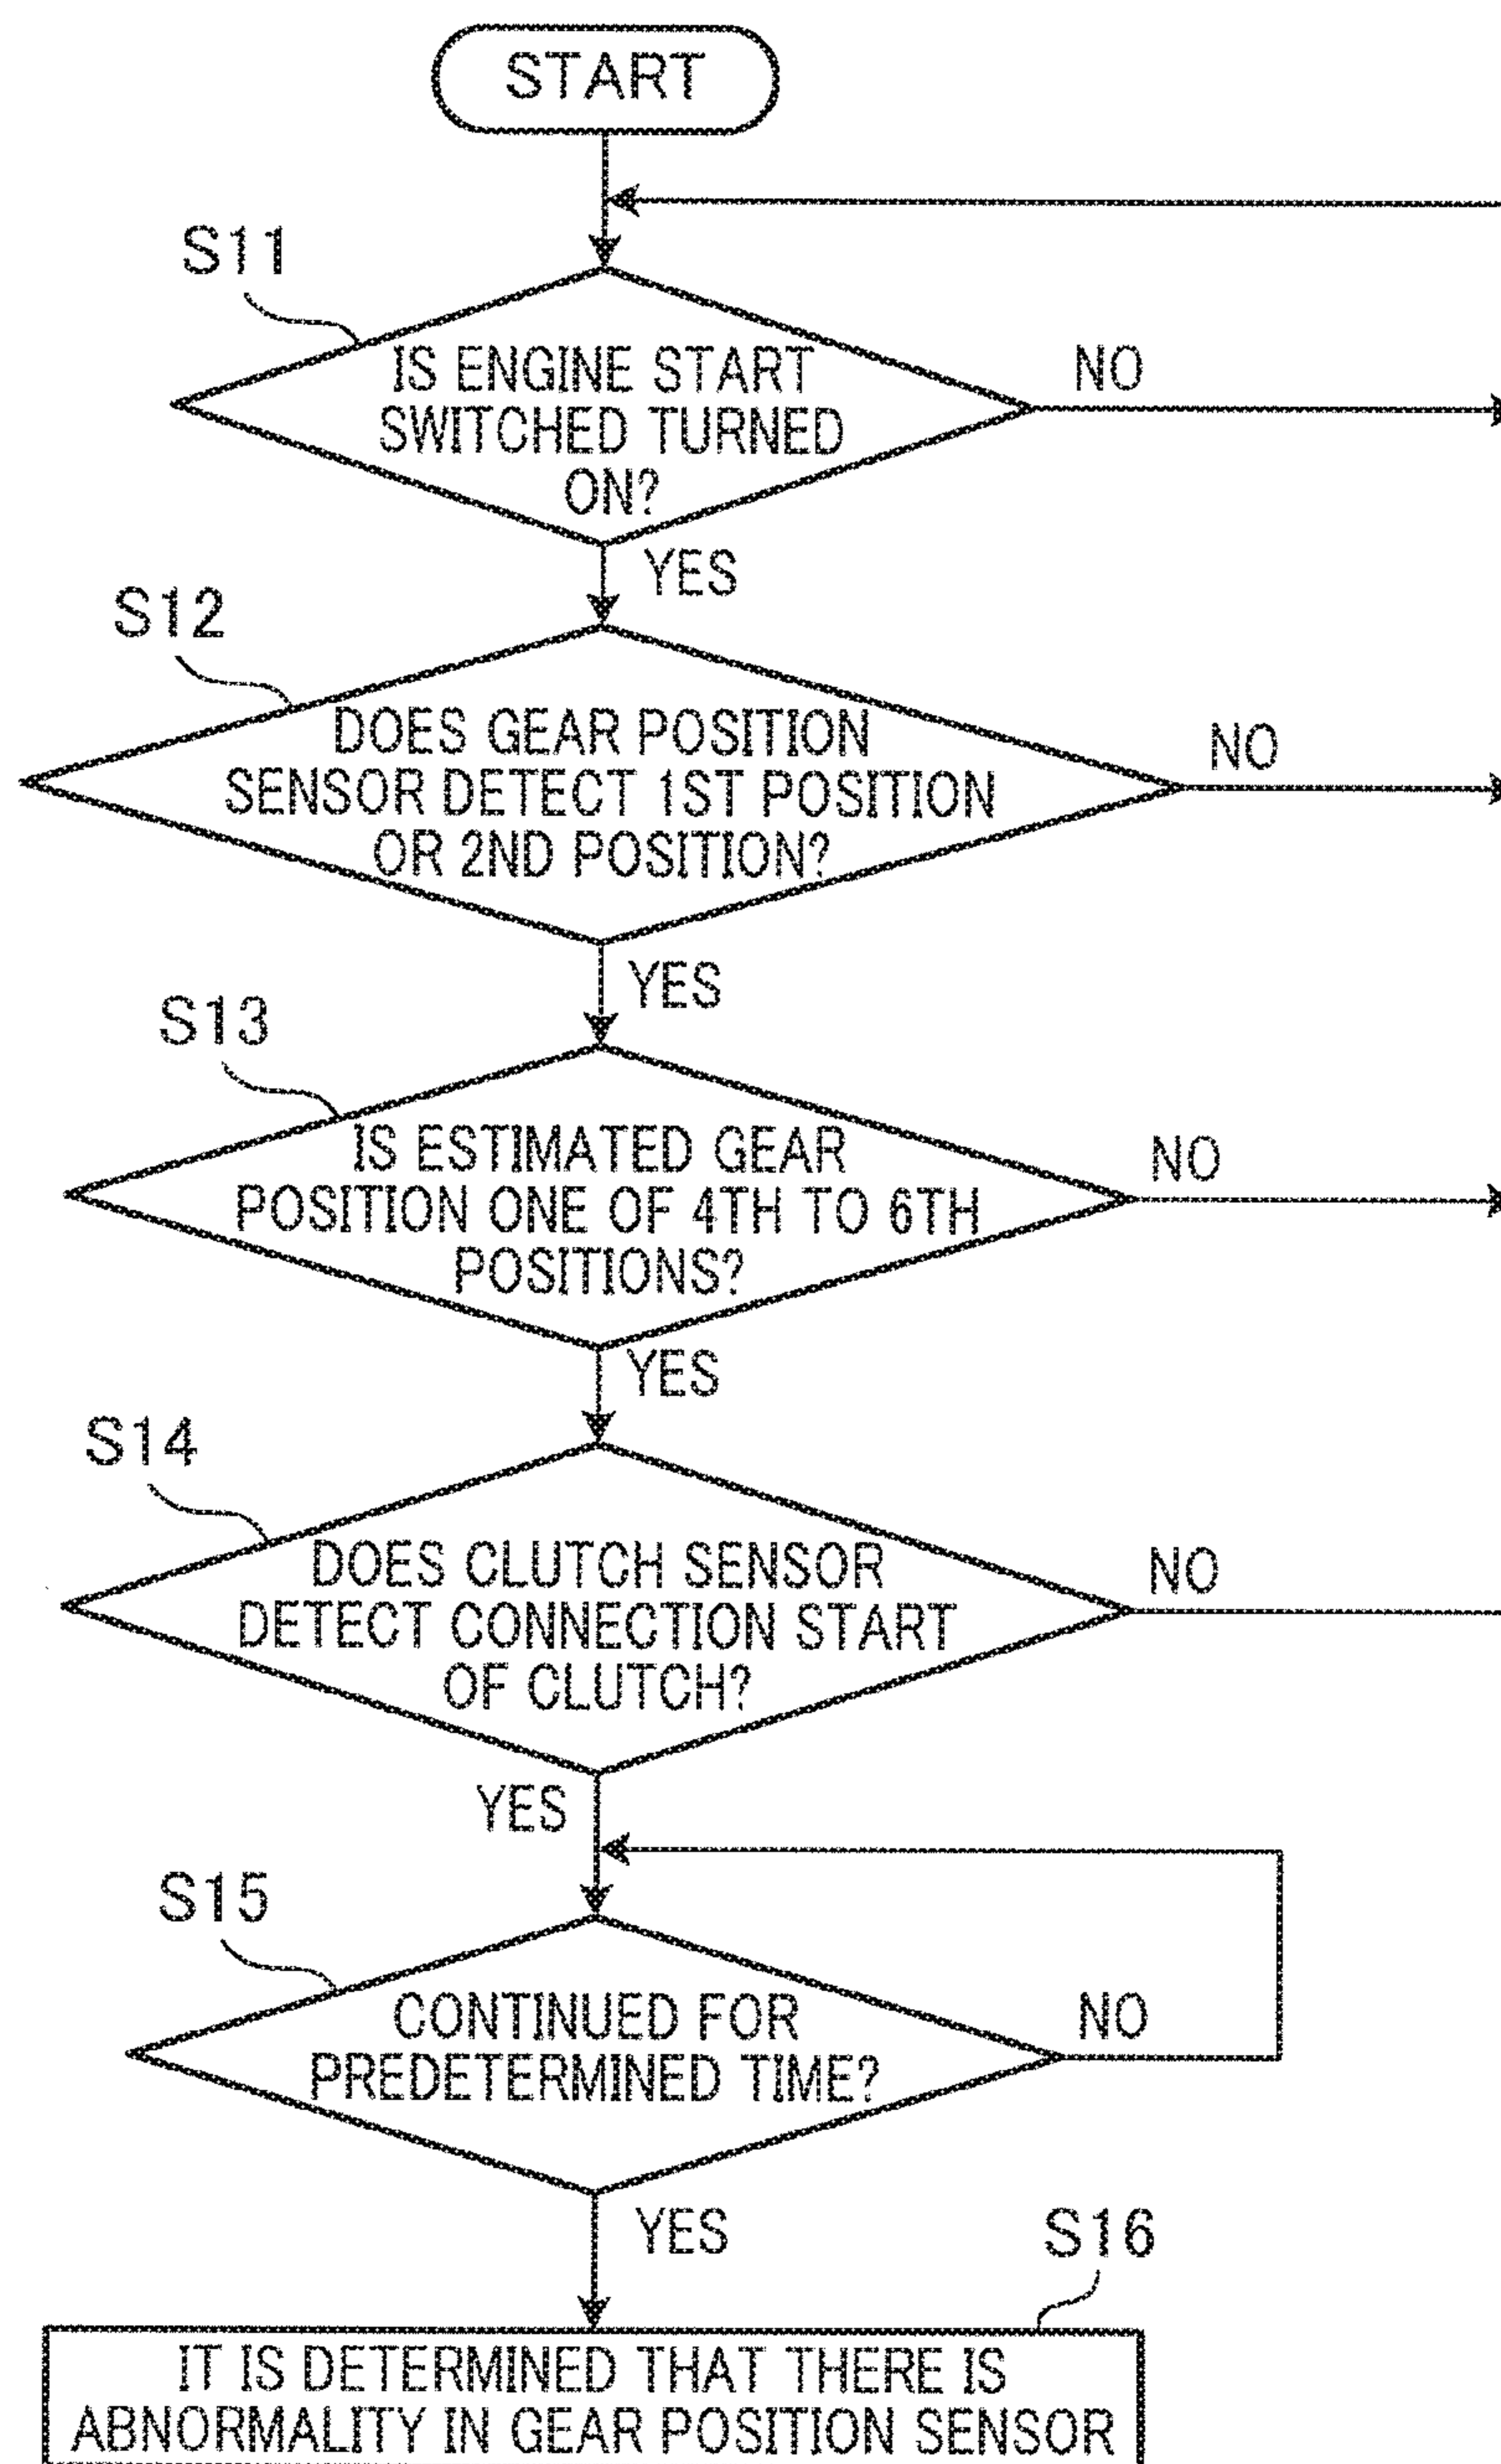 START
S11
IS ENGINE START
SWITCHED TURNED
ON?
NO
YES
S12
DOES GEAR POSITION
SENSOR DETECT 1ST POSITION
OR 2ND POSITION?
NO
YES
S13
IS ESTIMATED GEAR
POSITION ONE OF 4TH TO 6TH
POSITIONS?
NO
YES
S14
DOES CLUTCH SENSOR
DETECT CONNECTION START
OF CLUTCH?
NO
YES
S15
CONTINUED FOR
PREDETERMINED TIME?
NO
YES
S16
IT IS DETERMINED THAT THERE IS
ABNORMALITY IN GEAR POSITION SENSOR